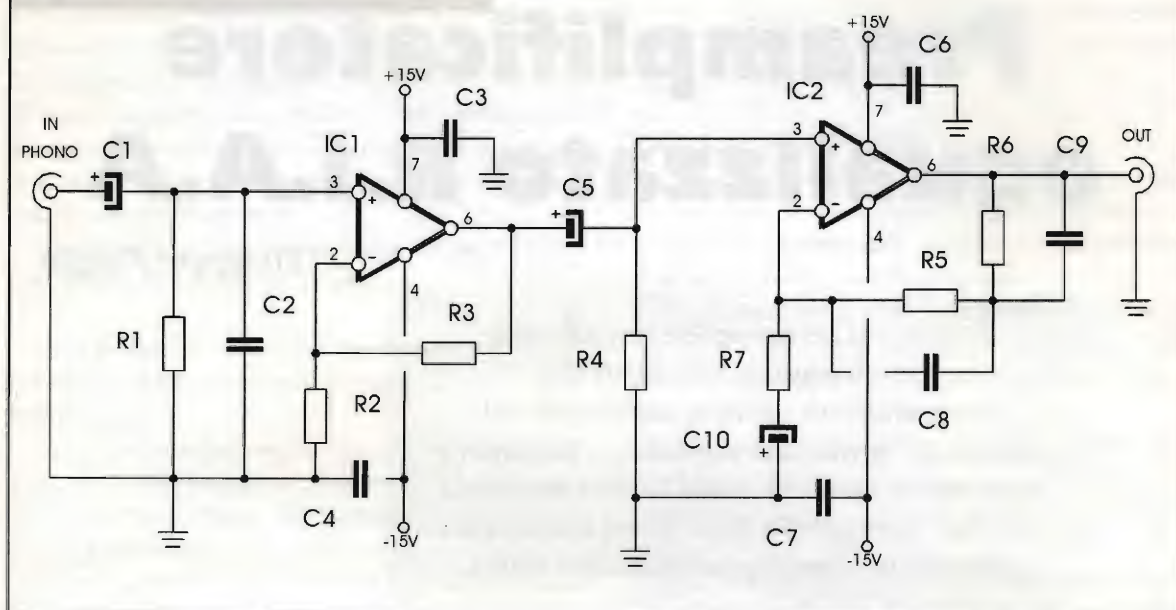 +15V
C6
+15V
IC2
7
C3
IN
PHONO
IC1
3
+
6
R6
C9
OUT
C1
7
C5
+
3
+
6
+
2
−
4
2
−
4
R5
R3
R1
C2
R4
R7
R2
C8
C10
+
C4
C7
-15V
-15V